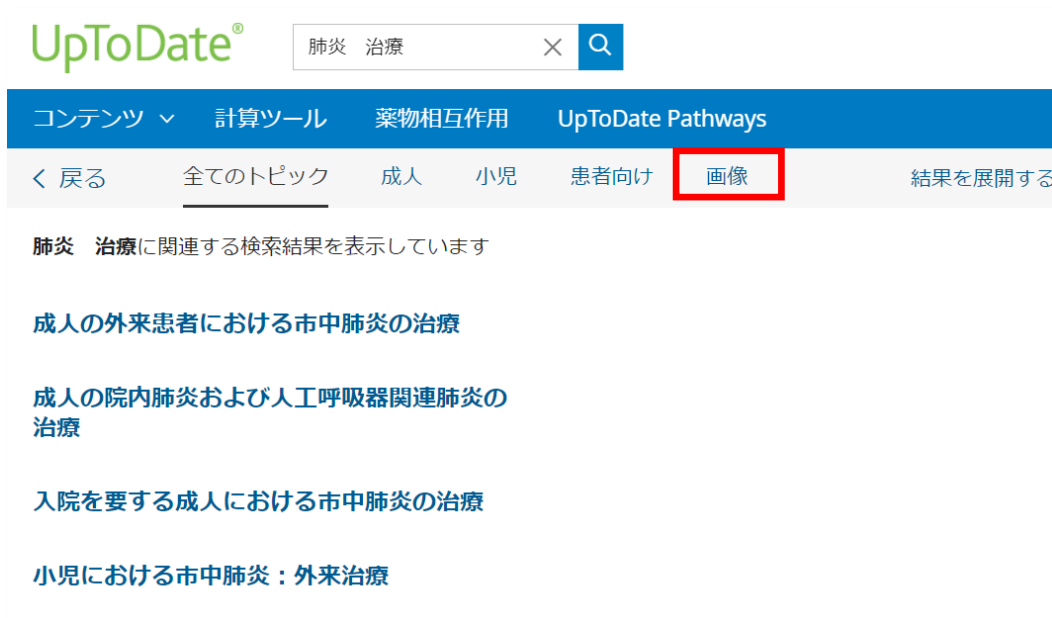 UpToDate®
肺炎　治療
コンテンツ
計算ツール
薬物相互作用
UpToDate Pathways
戻る
全てのトピック
成人
小児
患者向け
画像
結果を展開する
肺炎　治療に関連する検索結果を表示しています
成人の外来患者における市中肺炎の治療
成人の院内肺炎および人工呼吸器関連肺炎の
治療
入院を要する成人における市中肺炎の治療
小児における市中肺炎：外来治療